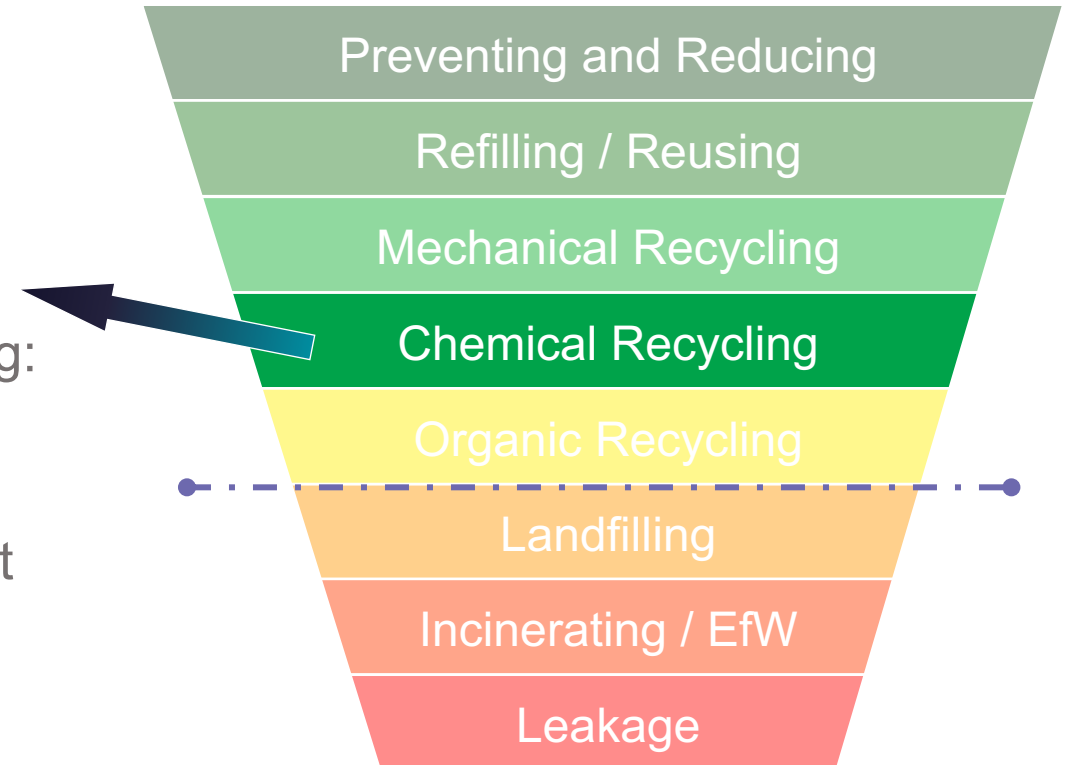 Preventing and Reducing
Refilling / Reusing
Mechanical Recycling
g:
Chemical Recycling
Organic Recycling
Landfilling
t
Incinerating / EfW
Leakage